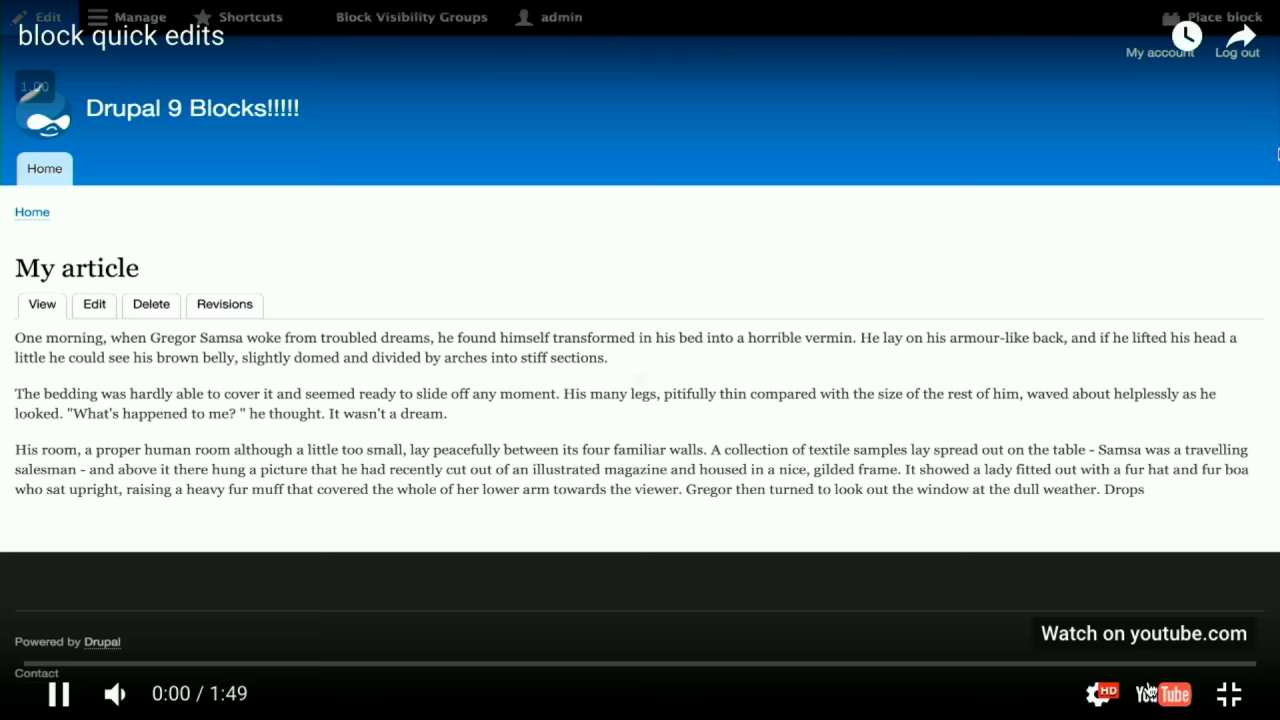 Edit Manage Shortcuts Block Visibility Groups admin Place block
block quick edits
My account Log out
1.00
Drupal 9 Blocks!!!!!
Home
Home
My article
View Edit Delete Revisions
One morning, when Gregor Samsa woke from troubled dreams, he found himself transformed in his bed into a horrible vermin. He lay on his armour-like back, and if he lifted his head a
little he could see his brown belly, slightly domed and divided by arches into stiff sections.
The bedding was hardly able to cover it and seemed ready to slide off any moment. His many legs, pitifully thin compared with the size of the rest of him, waved about helplessly as he
looked. "What's happened to me? " he thought. It wasn't a dream.
His room, a proper human room although a little too small, lay peacefully between its four familiar walls. A collection of textile samples lay spread out on the table - Samsa was a travelling
salesman - and above it there hung a picture that he had recently cut out of an illustrated magazine and housed in a nice, gilded frame. It showed a lady fitted out with a fur hat and fur boa
who sat upright, raising a heavy fur muff that covered the whole of her lower arm towards the viewer. Gregor then turned to look out the window at the dull weather. Drops
Powered by Drupal
Watch on youtube.com
Contact
0:00 / 1:49 HD YouTube